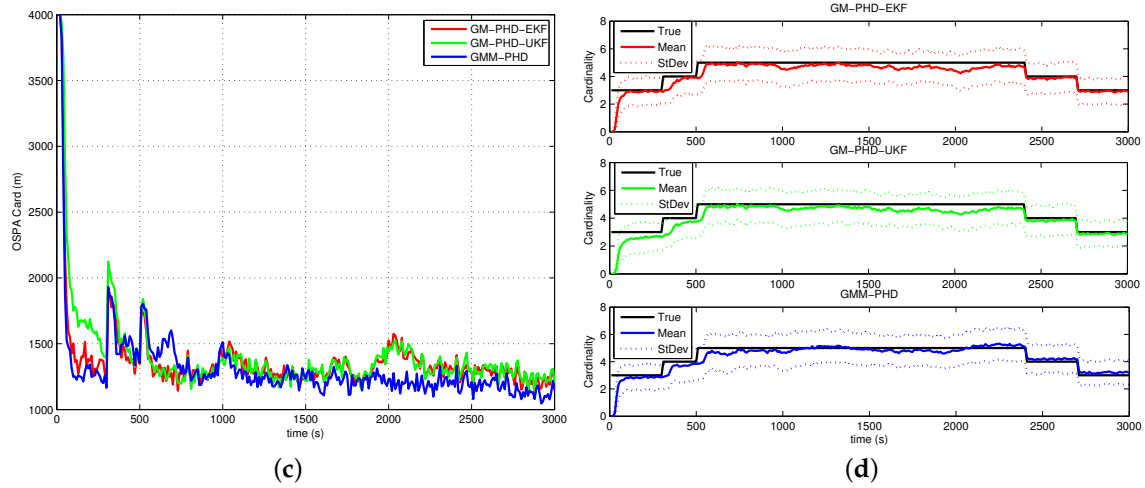 4000
3500
3000
2500
2000
1500
1000
OSPA Card (m)
GM-PHD-EKF
GM-PHD-UKF
GMM-PHD
0 500 1000 1500 2000 2500 3000
time (s)
(c)
GM-PHD-EKF
8
6
4
2
0
Cardinality
True
Mean
StDev
0 500 1000 1500 2000 2500 3000
GM-PHD-UKF
8
6
4
2
0
Cardinality
True
Mean
StDev
0 500 1000 1500 2000 2500 3000
GMM-PHD
8
6
4
2
0
Cardinality
True
Mean
StDev
0 500 1000 1500 2000 2500 3000
time (s)
(d)